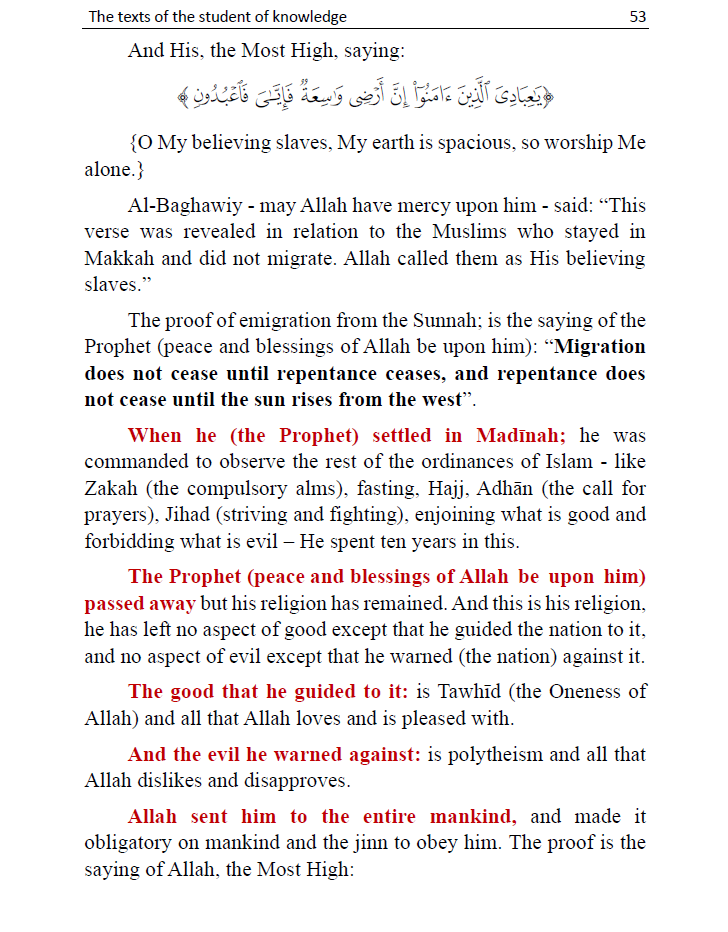 The texts of the student of knowledge 53
And His, the Most High, saying:
﴿يَٰعِبَادِيَ ٱلَّذِينَ ءَامَنُوٓاْ إِنَّ أَرۡضِي وَٰسِعَةٞ فَإِيَّٰيَ فَٱعۡبُدُونِ﴾
{O My believing slaves, My earth is spacious, so worship Me
alone.}
Al-Baghawiy - may Allah have mercy upon him - said: “This
verse was revealed in relation to the Muslims who stayed in
Makkah and did not migrate. Allah called them as His believing
slaves.”
The proof of emigration from the Sunnah; is the saying of the
Prophet (peace and blessings of Allah be upon him): “Migration
does not cease until repentance ceases, and repentance does
not cease until the sun rises from the west”.
When he (the Prophet) settled in Madīnah; he was
commanded to observe the rest of the ordinances of Islam - like
Zakah (the compulsory alms), fasting, Hajj, Adhān (the call for
prayers), Jihad (striving and fighting), enjoining what is good and
forbidding what is evil – He spent ten years in this.
The Prophet (peace and blessings of Allah be upon him)
passed away but his religion has remained. And this is his religion,
he has left no aspect of good except that he guided the nation to it,
and no aspect of evil except that he warned (the nation) against it.
The good that he guided to it: is Tawhīd (the Oneness of
Allah) and all that Allah loves and is pleased with.
And the evil he warned against: is polytheism and all that
Allah dislikes and disapproves.
Allah sent him to the entire mankind, and made it
obligatory on mankind and the jinn to obey him. The proof is the
saying of Allah, the Most High: